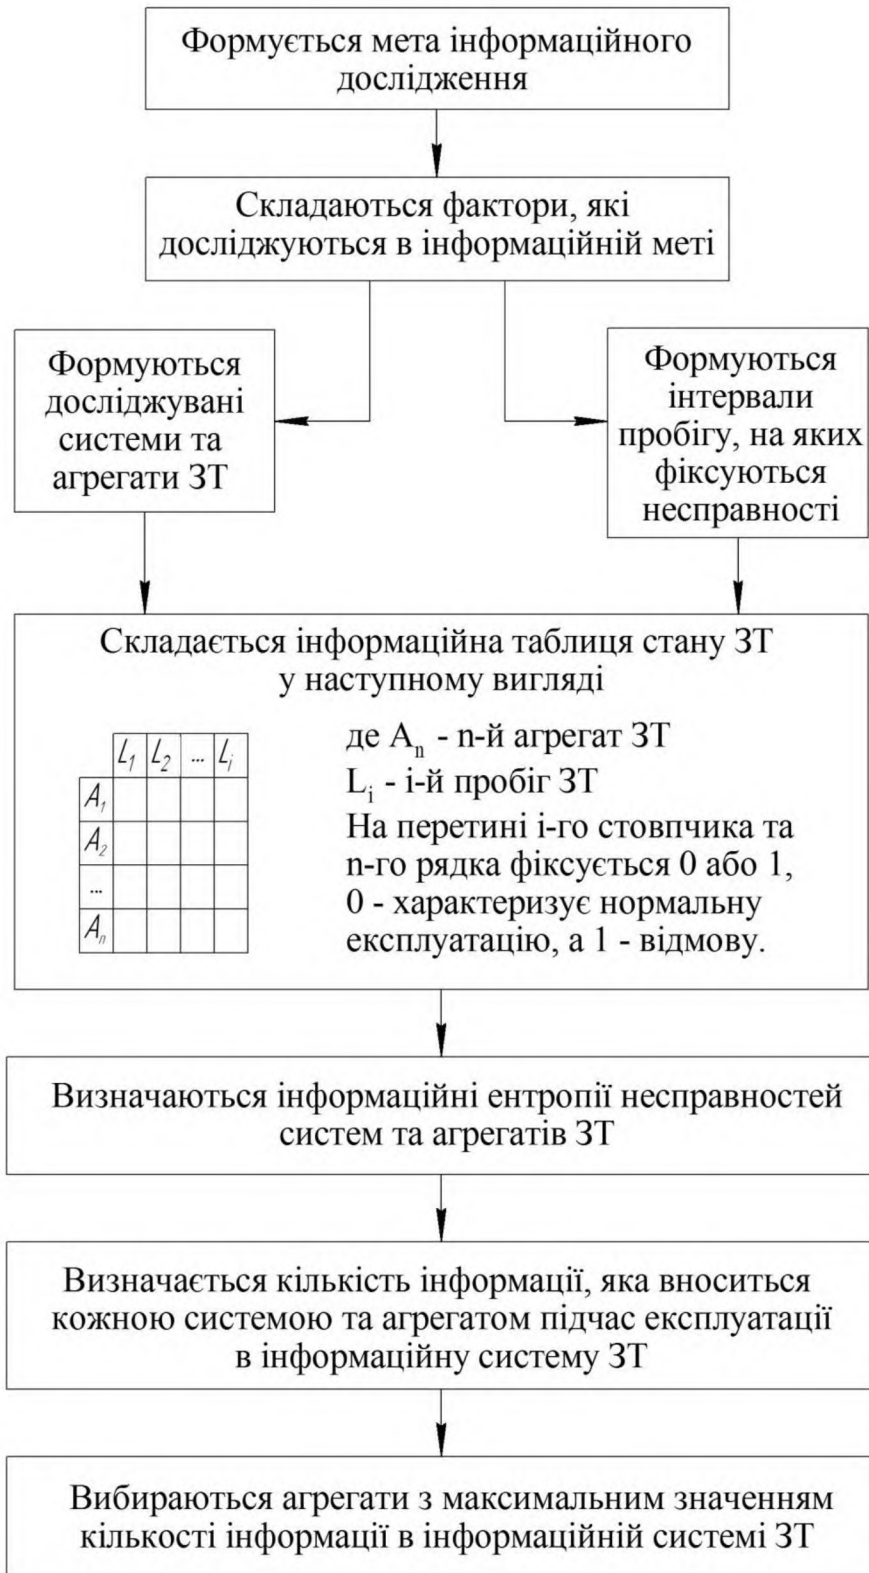 Формується мета інформаційного
дослідження
Складаються фактори, які
досліджуються в інформаційній меті
Формуються
досліджувані
системи та
агрегати ЗТ
Формуються
інтервали
пробігу, на яких
фіксуються
несправності
Складається інформаційна таблиця стану ЗТ
у наступному вигляді
L₁ L₂ ... Lᵢ
A₁
A₂
...
Aₙ
де Aₙ - n-й агрегат ЗТ
Lᵢ - і-й пробіг ЗТ
На перетині і-го стовпчика та
n-го рядка фіксується 0 або 1,
0 - характеризує нормальну
експлуатацію, а 1 - відмову.
Визначаються інформаційні ентропії несправностей
систем та агрегатів ЗТ
Визначається кількість інформації, яка вноситься
кожною системою та агрегатом підчас експлуатації
в інформаційну систему ЗТ
Вибираються агрегати з максимальним значенням
кількості інформації в інформаційній системі ЗТ